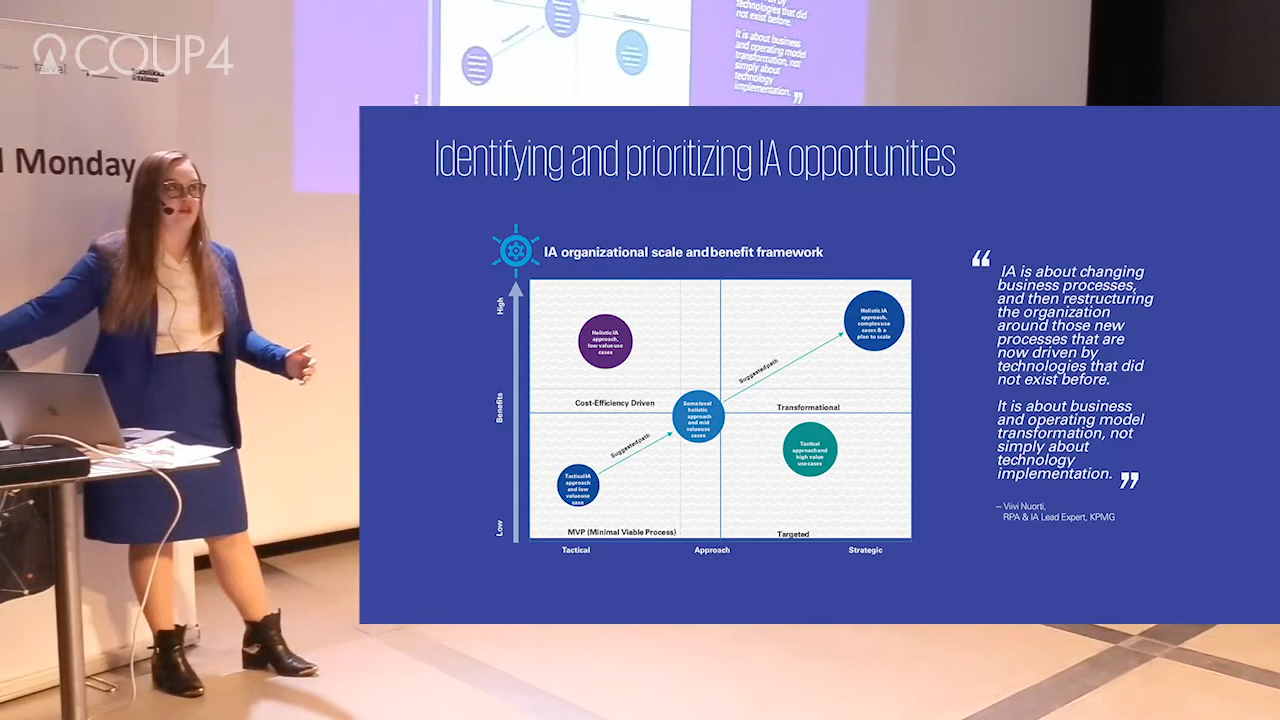 COUP4
Monday
n by
technologies that did
not exist before.
It is about business
and operating model
transformation, not
simply about
technology
implementation.
”
Identifying and prioritizing IA opportunities
IA organizational scale and benefit framework
High
Benefits
Low
Holistic IA
approach,
low value use
cases
Cost-Efficiency Driven
Holistic IA
approach,
complex use
cases & a
plan to scale
Suggested path
Some level
holistic
approach
and mid
value use
cases
Transformational
Suggested path
Tactical
approach and
high value
use cases
Tactical IA
approach
and low
value use
case
MVP (Minimal Viable Process)
Targeted
Tactical
Approach
Strategic
“ IA is about changing
business processes,
and then restructuring
the organization
around those new
processes that are
now driven by
technologies that did
not exist before.
It is about business
and operating model
transformation, not
simply about
technology
implementation. ”
– Viivi Nuorti,
RPA & IA Lead Expert, KPMG